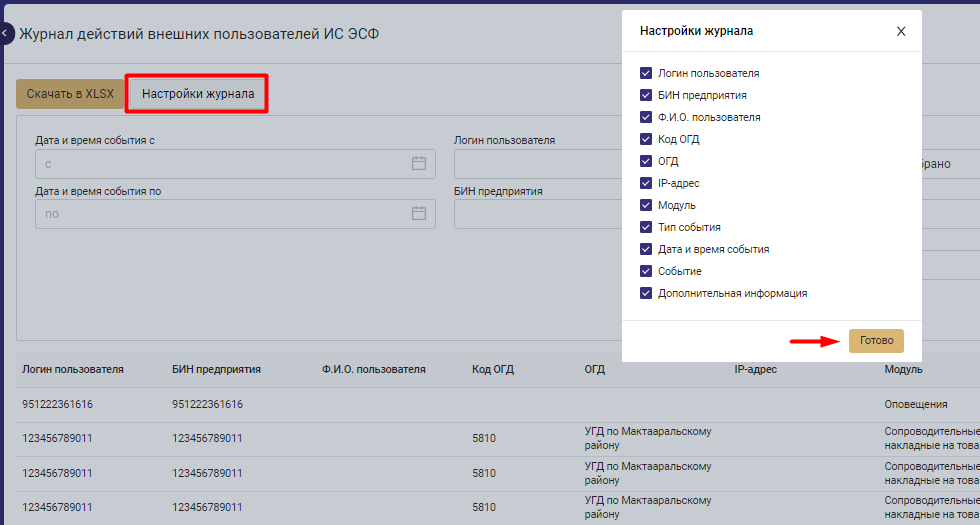 Журнал действий внешних пользователей ИС ЭСФ
Скачать в XLSX
Настройки журнала
Дата и время события с
с
Дата и время события по
по
Логин пользователя
БИН предприятия
Настройки журнала
Логин пользователя
БИН предприятия
Ф.И.О. пользователя
Код ОГД
ОГД
IP-адрес
Модуль
Тип события
Дата и время события
Событие
Дополнительная информация
Готово
Логин пользователя БИН предприятия Ф.И.О. пользователя Код ОГД ОГД IP-адрес Модуль
951222361616 951222361616 Оповещения
123456789011 123456789011 5810 УГД по Мактааральскому Сопроводительные
району накладные на това
123456789011 123456789011 5810 УГД по Мактааральскому Сопроводительные
району накладные на това
123456789011 123456789011 5810 УГД по Мактааральскому Сопроводительные
району накладные на това